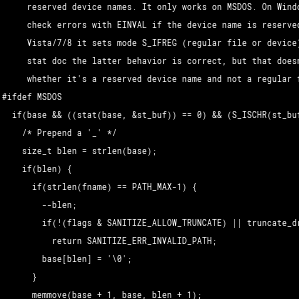 reserved device names. It only works on MSDOS. On Windo
check errors with EINVAL if the device name is reserved
Vista/7/8 it sets mode S_IFREG (regular file or device)
stat doc the latter behavior is correct, but that doesn
whether it's a reserved device name and not a regular f
#ifdef MSDOS
if(base && ((stat(base, &st_buf)) == 0) && (S_ISCHR(st_buf
/* Prepend a '_' */
size_t blen = strlen(base);
if(blen) {
if(strlen(fname) == PATH_MAX-1) {
--blen;
if(!(flags & SANITIZE_ALLOW_TRUNCATE) || truncate_d
return SANITIZE_ERR_INVALID_PATH;
base[blen] = '\0';
}
memmove(base + 1, base, blen + 1);